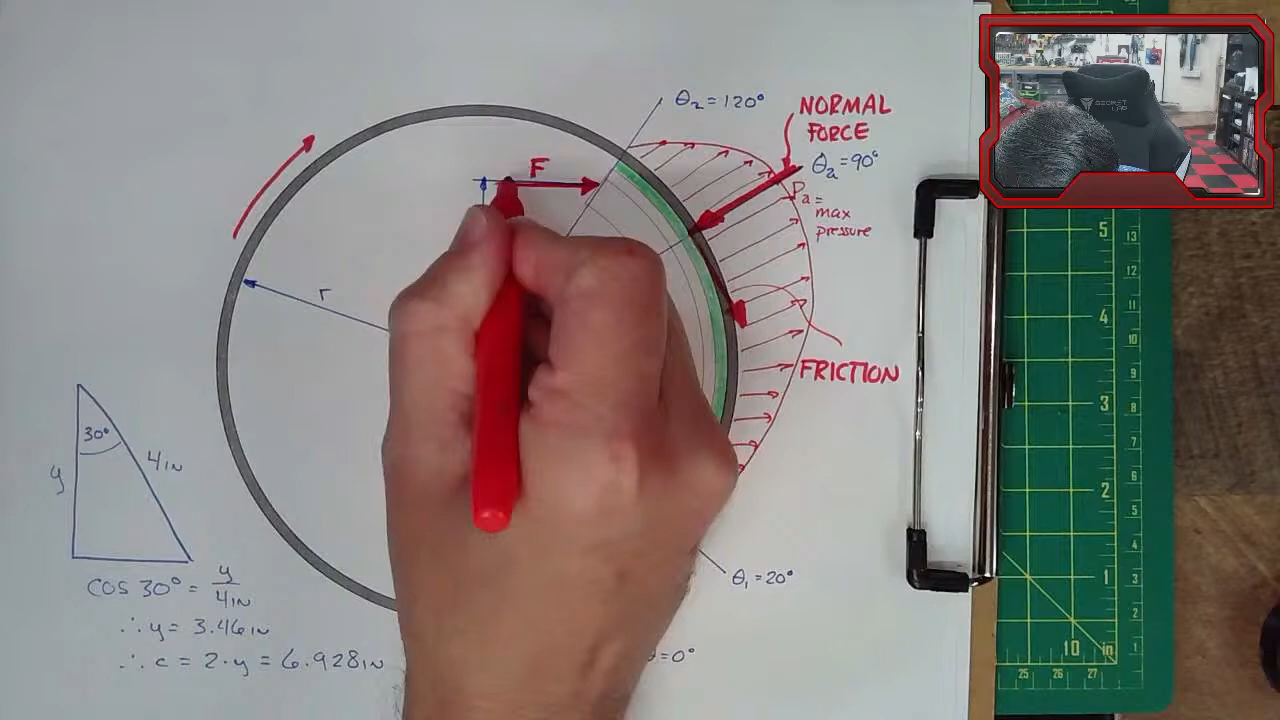 θ₂ = 120°
NORMAL
FORCE
θa = 90°
F
Pa =
max
pressure
r
FRICTION
30°
y
4IN
θ₁ = 20°
COS 30° = y/4IN
∴ y = 3.46IN
∴ c = 2·y = 6.928IN
θ=0°
SECRET
LAB
5
4
3
2
1
10 in
13
12
11
10
9
8
7
6
5
4
3
2
1
25
26
27